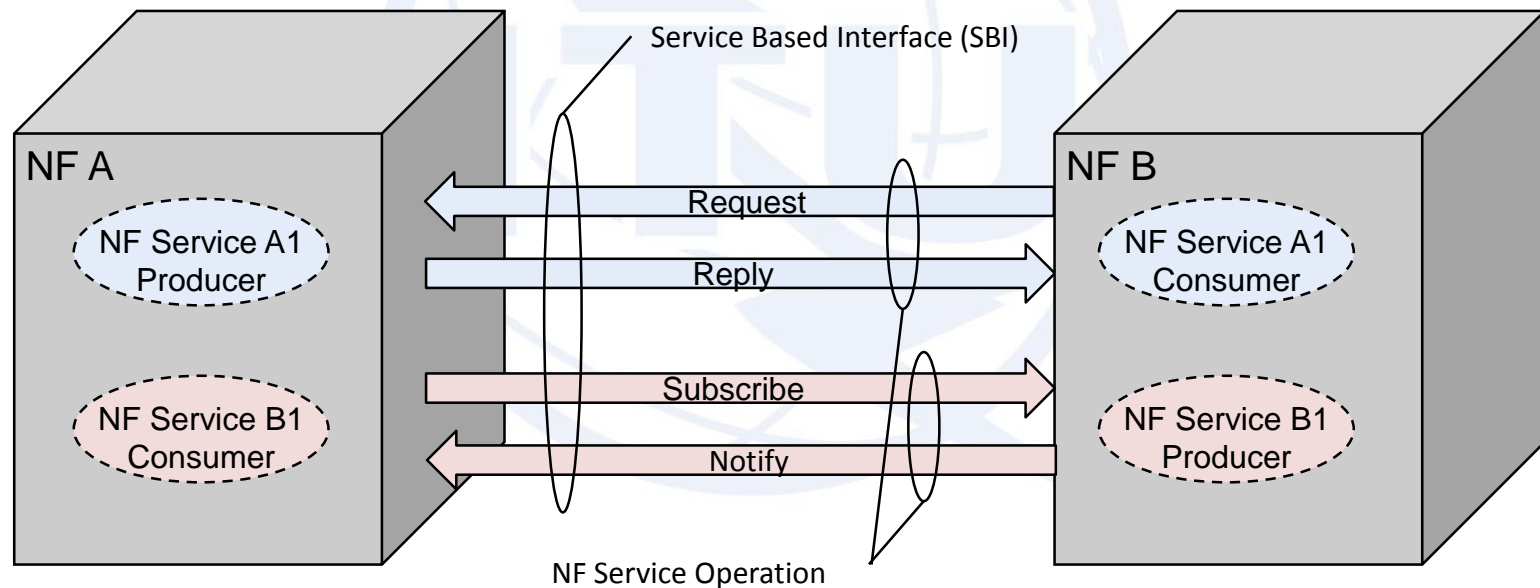 Service Based Interface (SBI)
NF A
NF B
Request
NF Service A1
Producer
NF Service A1
Consumer
Reply
Subscribe
NF Service B1
Consumer
NF Service B1
Producer
Notify
NF Service Operation
ITU